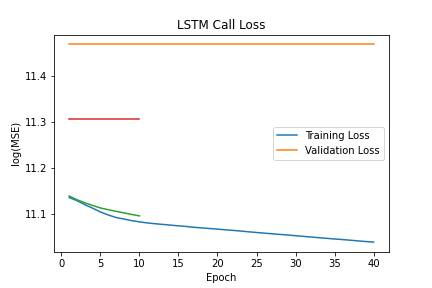 LSTM Call Loss
log(MSE)
11.4
11.3
11.2
11.1
Training Loss
Validation Loss
0 5 10 15 20 25 30 35 40
Epoch